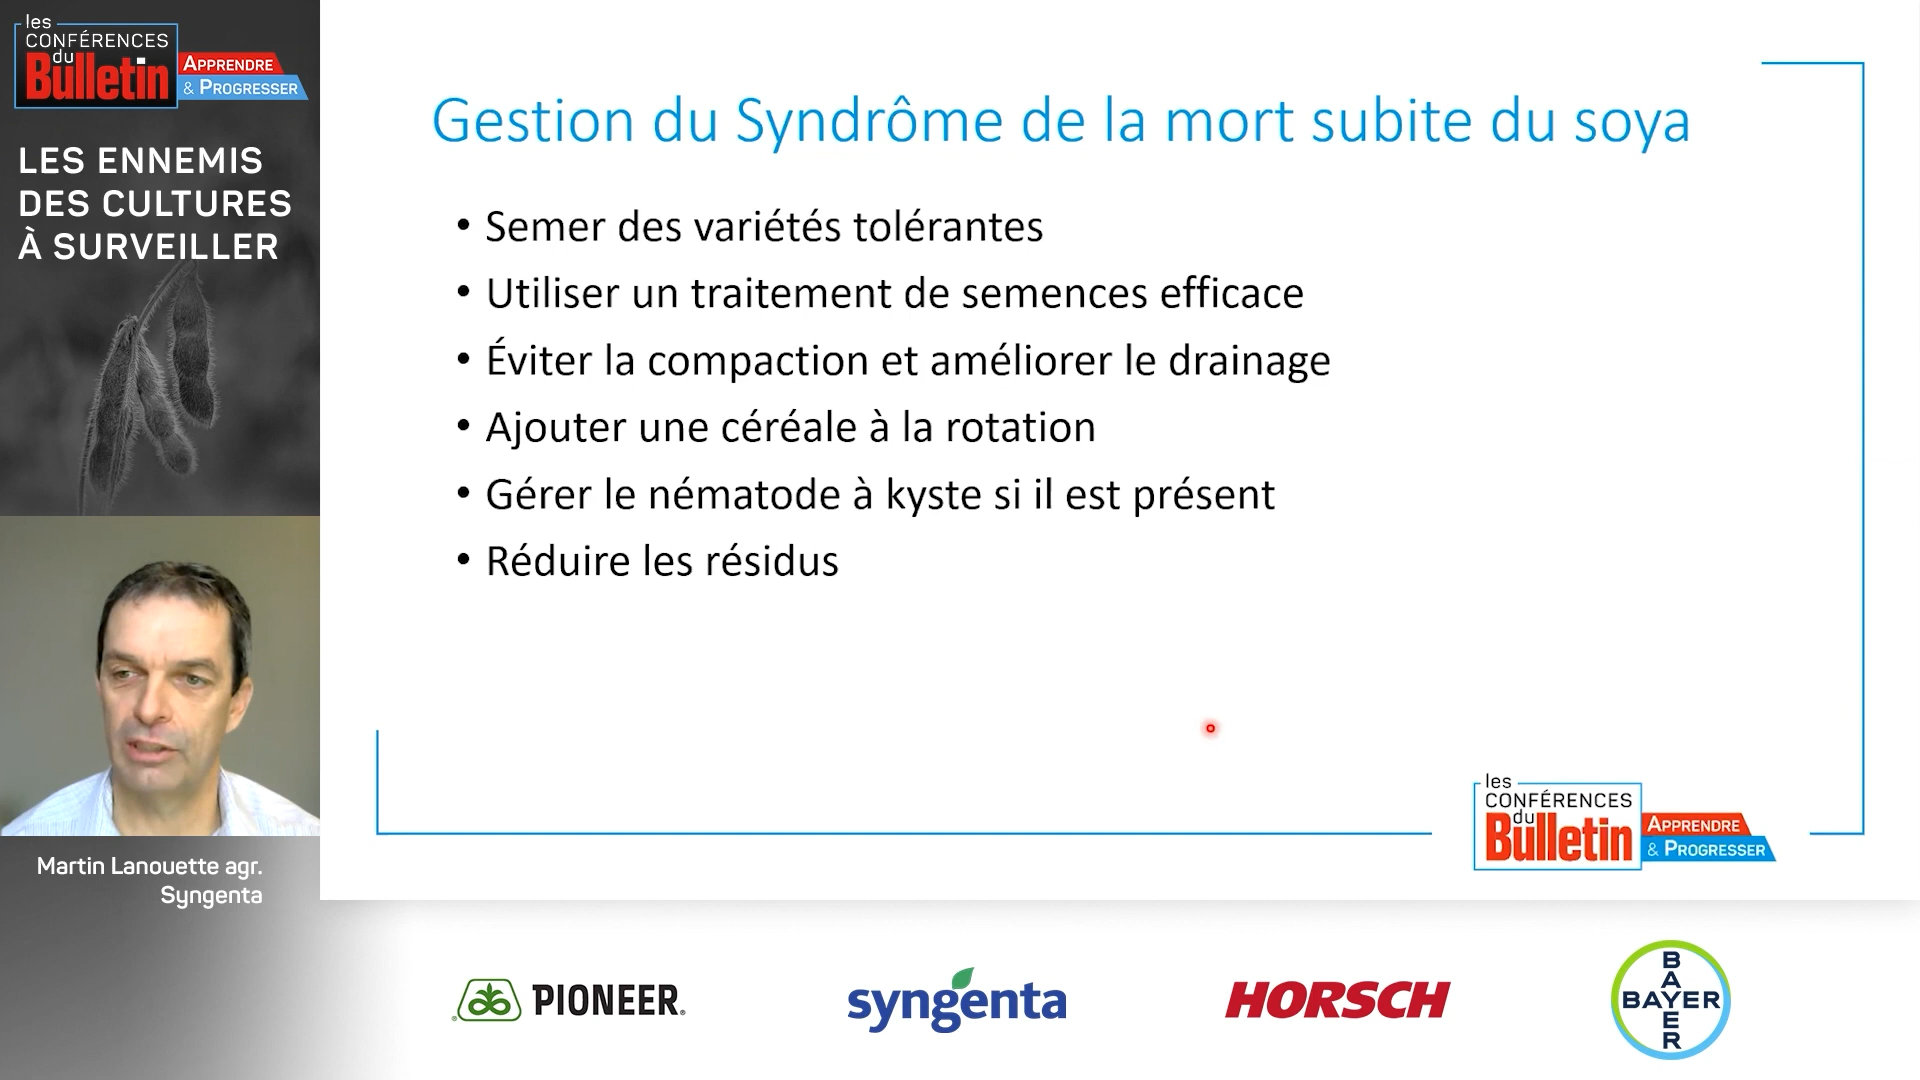 les
CONFÉRENCES
du
Bulletin
APPRENDRE
& PROGRESSER
LES ENNEMIS
DES CULTURES
À SURVEILLER
Gestion du Syndrôme de la mort subite du soya
• Semer des variétés tolérantes
• Utiliser un traitement de semences efficace
• Éviter la compaction et améliorer le drainage
• Ajouter une céréale à la rotation
• Gérer le nématode à kyste si il est présent
• Réduire les résidus
les
CONFÉRENCES
du
Bulletin
APPRENDRE
& PROGRESSER
Martin Lanouette agr.
Syngenta
PIONEER
syngenta
HORSCH
BAYER
BAYER